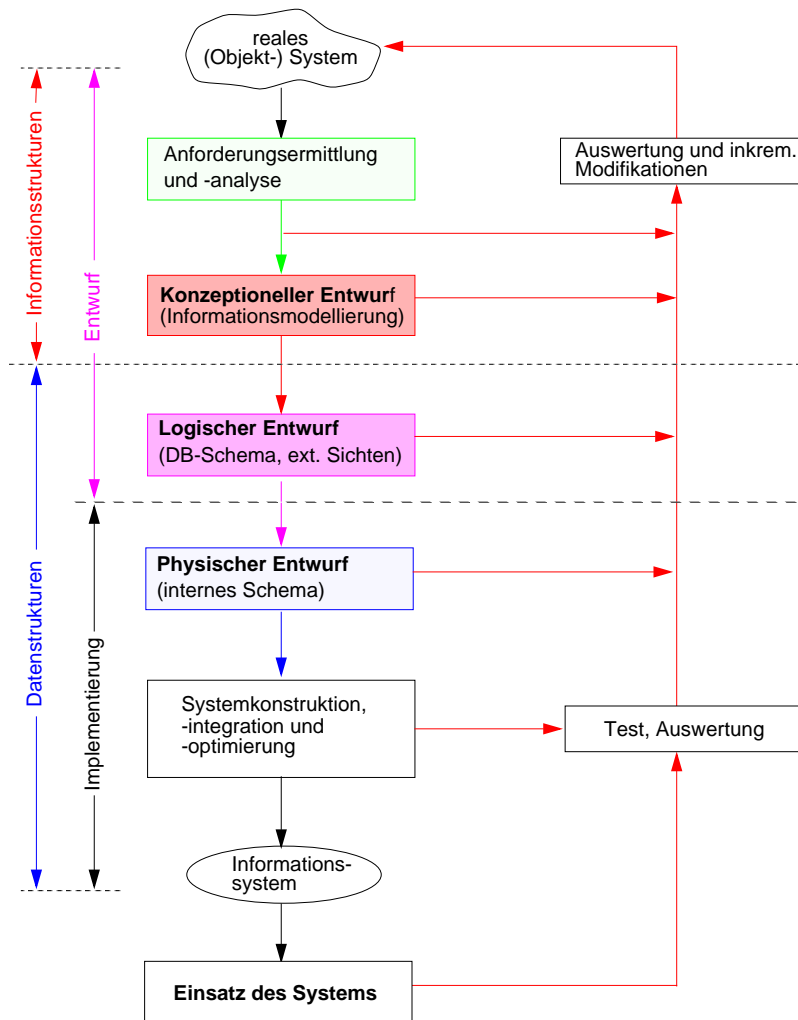 reales
(Objekt-) System
Anforderungsermittlung
und -analyse
Auswertung und inkrem.
Modifikationen
Informationsstrukturen
Entwurf
Konzeptioneller Entwurf
(Informationsmodellierung)
Logischer Entwurf
(DB-Schema, ext. Sichten)
Datenstrukturen
Implementierung
Physischer Entwurf
(internes Schema)
Systemkonstruktion,
-integration und
-optimierung
Test, Auswertung
Informations-
system
Einsatz des Systems